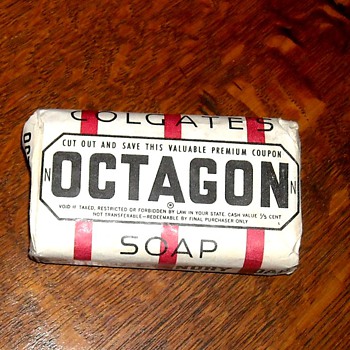 COLGATE'S
CUT OUT AND SAVE THIS VALUABLE PREMIUM COUPON
N OCTAGON N
VOID IF TAXED, RESTRICTED OR FORBIDDEN BY LAW IN YOUR STATE. CASH VALUE 1/5 CENT
NOT TRANSFERABLE—REDEEMABLE BY FINAL PURCHASER ONLY
SOAP